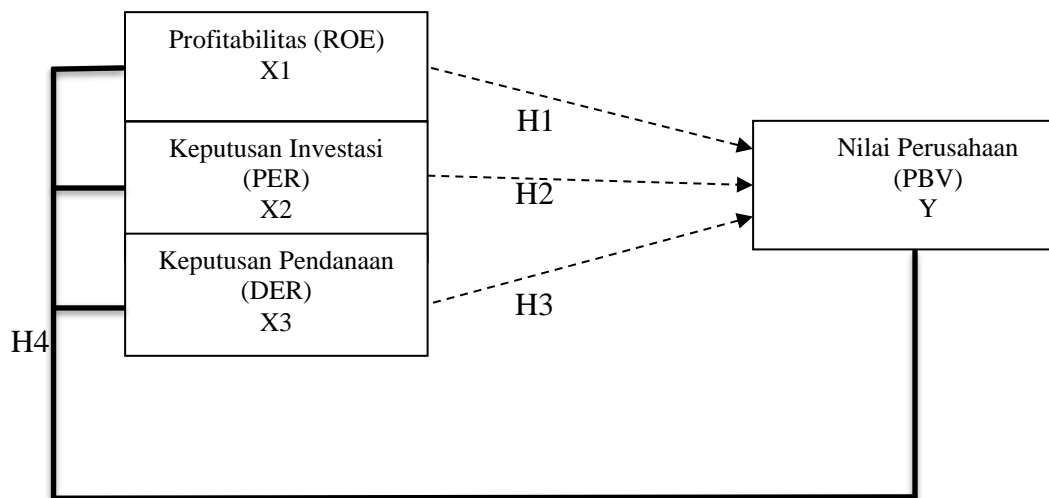 Profitabilitas (ROE)
X1
H1
Keputusan Investasi
(PER)
X2
H2
Nilai Perusahaan
(PBV)
Y
Keputusan Pendanaan
(DER)
X3
H3
H4